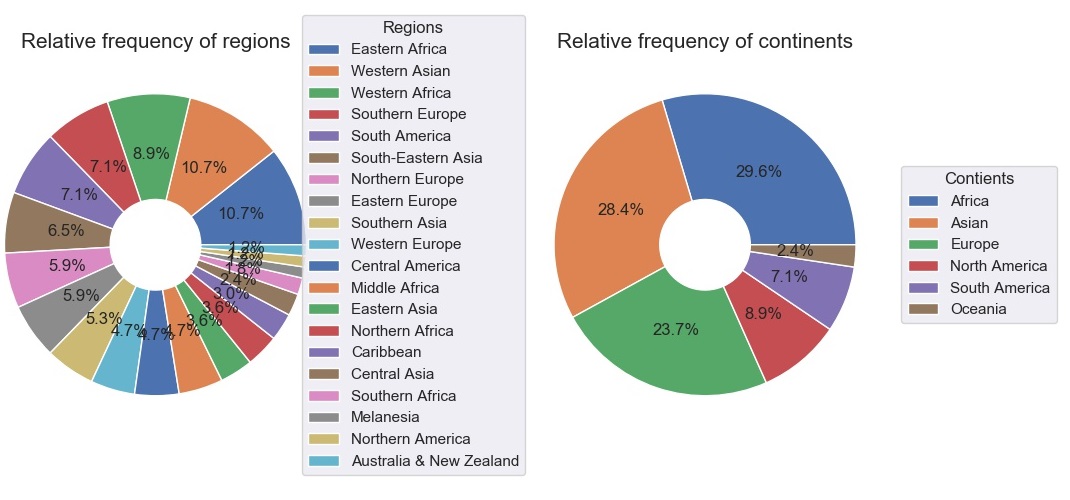 Relative frequency of regions
10.7%
10.7%
8.9%
7.1%
7.1%
6.5%
5.9%
5.9%
5.3%
4.7%
4.7%
4.7%
3.6%
3.6%
3.0%
2.4%
1.2%
Regions
Eastern Africa
Western Asian
Western Africa
Southern Europe
South America
South-Eastern Asia
Northern Europe
Eastern Europe
Southern Asia
Western Europe
Central America
Middle Africa
Eastern Asia
Northern Africa
Caribbean
Central Asia
Southern Africa
Melanesia
Northern America
Australia & New Zealand
Relative frequency of continents
29.6%
28.4%
23.7%
8.9%
7.1%
2.4%
Contients
Africa
Asian
Europe
North America
South America
Oceania